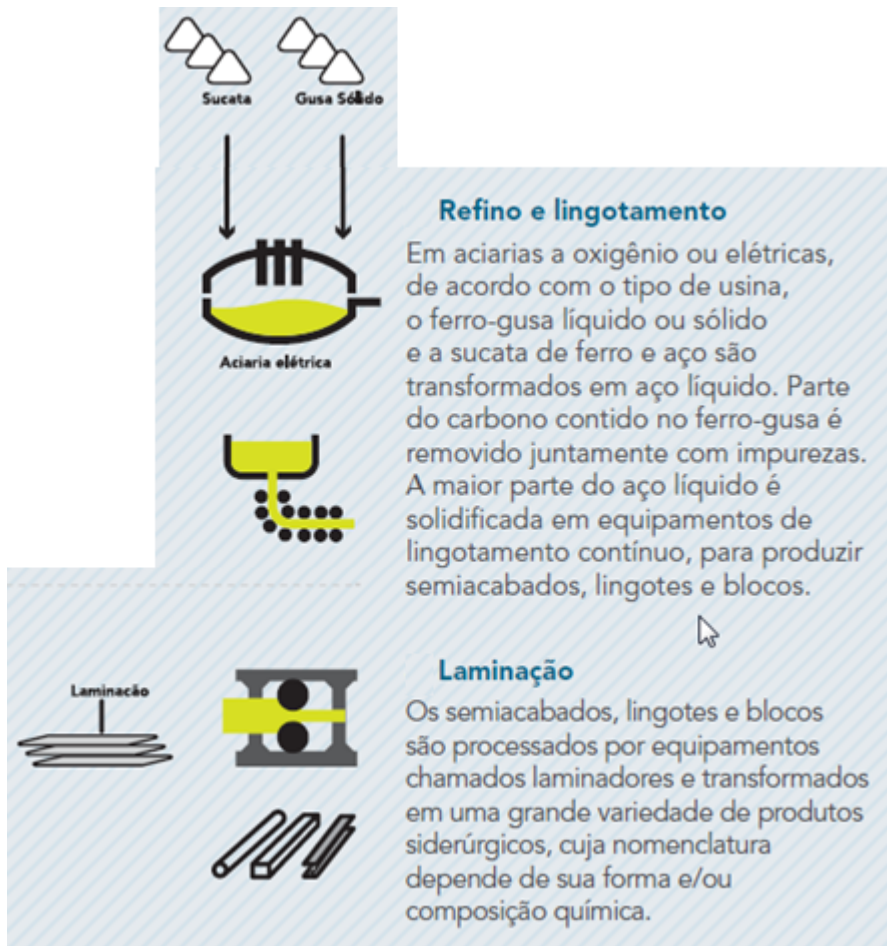 Sucata
Gusa Sólido
Refino e lingotamento
Em aciarias a oxigênio ou elétricas,
de acordo com o tipo de usina,
o ferro-gusa líquido ou sólido
e a sucata de ferro e aço são
transformados em aço líquido. Parte
do carbono contido no ferro-gusa é
removido juntamente com impurezas.
A maior parte do aço líquido é
solidificada em equipamentos de
lingotamento contínuo, para produzir
semiacabados, lingotes e blocos.
Aciaria elétrica
Laminação
Laminação
Os semiacabados, lingotes e blocos
são processados por equipamentos
chamados laminadores e transformados
em uma grande variedade de produtos
siderúrgicos, cuja nomenclatura
depende de sua forma e/ou
composição química.